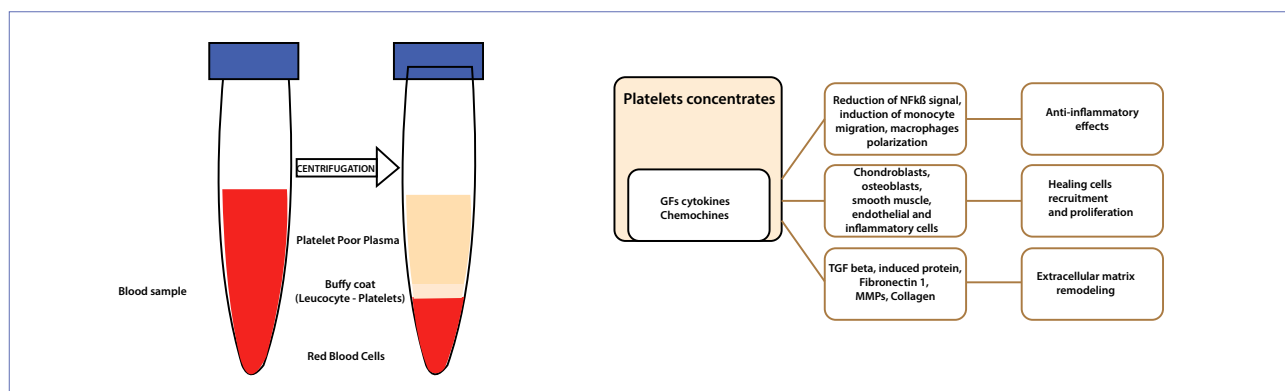 CENTRIFUGATION
Platelet Poor Plasma
Buffy coat
(Leucocyte - Platelets)
Blood sample
Red Blood Cells
Platelets concentrates
GFs cytokines
Chemochines
Reduction of NFkß signal,
induction of monocyte
migration, macrophages
polarization
Anti-inflammatory
effects
Chondroblasts,
osteoblasts,
smooth muscle,
endothelial and
inflammatory cells
Healing cells
recruitment
and proliferation
TGF beta, induced protein,
Fibronectin 1,
MMPs, Collagen
Extracellular matrix
remodeling